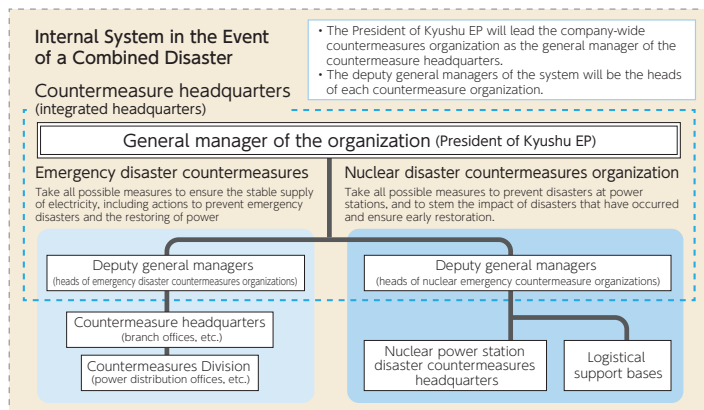 Internal System in the Event
of a Combined Disaster
• The President of Kyushu EP will lead the company-wide
countermeasures organization as the general manager of the
countermeasure headquarters.
• The deputy general managers of the system will be the heads
of each countermeasure organization.
Countermeasure headquarters
(integrated headquarters)
General manager of the organization (President of Kyushu EP)
Emergency disaster countermeasures
Take all possible measures to ensure the stable supply
of electricity, including actions to prevent emergency
disasters and the restoring of power
Nuclear disaster countermeasures organization
Take all possible measures to prevent disasters at power
stations, and to stem the impact of disasters that have occurred
and ensure early restoration.
Deputy general managers
(heads of emergency disaster countermeasures organizations)
Countermeasure headquarters
(branch offices, etc.)
Countermeasures Division
(power distribution offices, etc.)
Deputy general managers
(heads of nuclear emergency countermeasure organizations)
Nuclear power station
disaster countermeasures
headquarters
Logistical
support bases